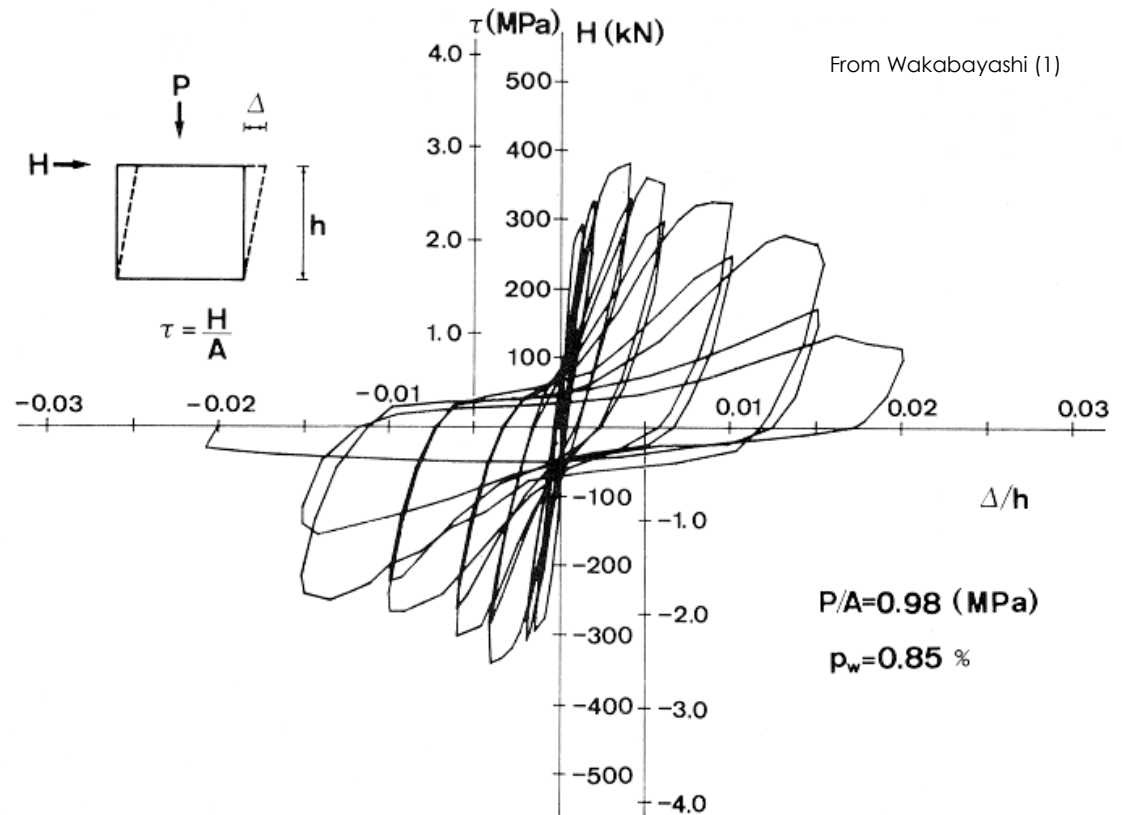 τ(MPa) H(kN)
From Wakabayashi (1)
4.0
500
P
Δ
3.0
400
H
h
300
2.0
200
τ = H
A
1.0
100
-0.03
-0.02
-0.01
0.01
0.02
0.03
-100
-1.0
Δ/h
-200
P/A=0.98 (MPa)
-2.0
-300
pw=0.85 %
-400
-3.0
-500
-4.0